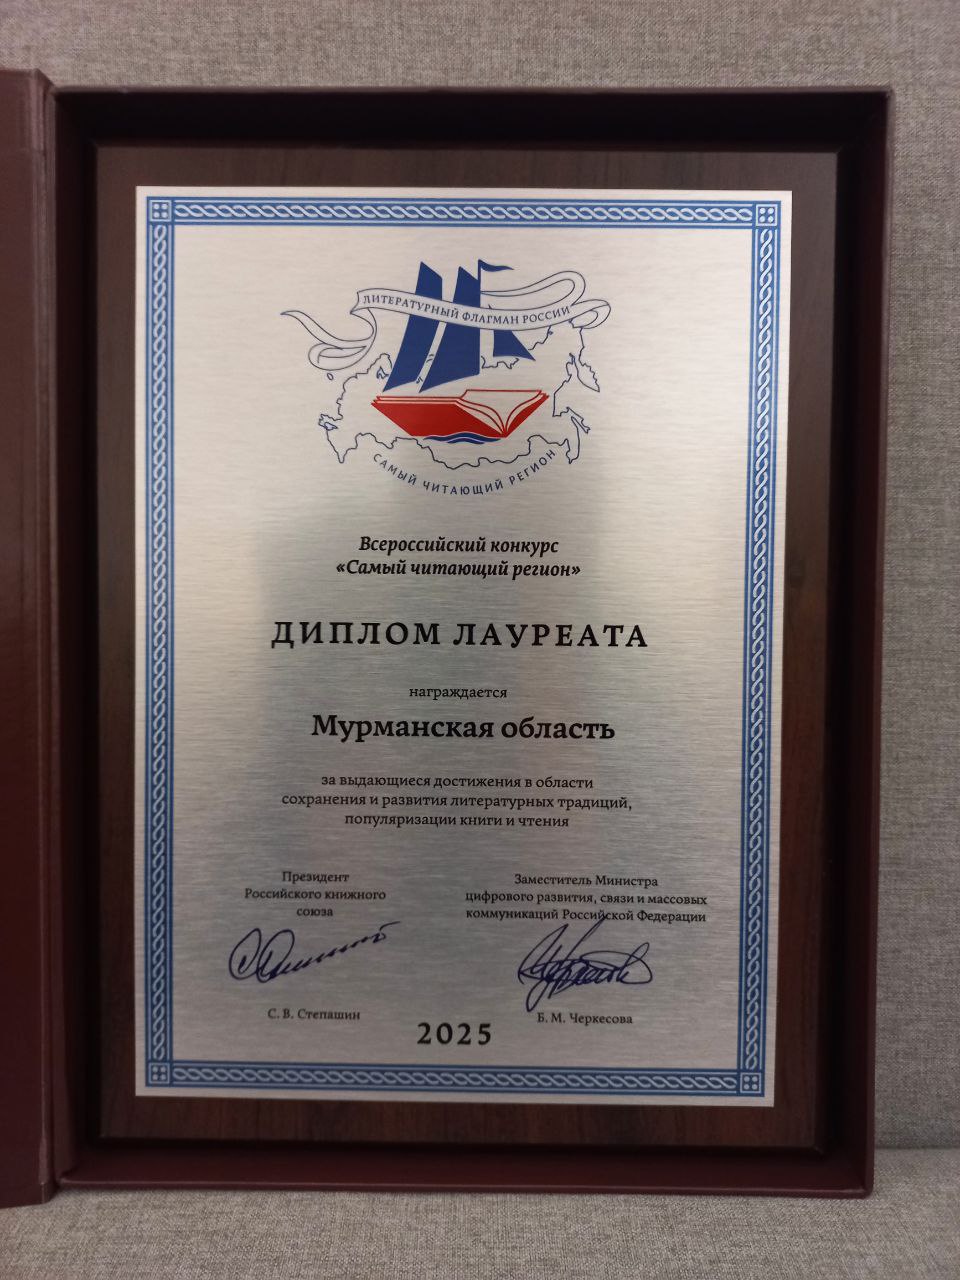 ЛИТЕРАТУРНЫЙ ФЛАГМАН РОССИИ
САМЫЙ ЧИТАЮЩИЙ РЕГИОН
Всероссийский конкурс
«Самый читающий регион»
ДИПЛОМ ЛАУРЕАТА
награждается
Мурманская область
за выдающиеся достижения в области
сохранения и развития литературных традиций,
популяризации книги и чтения
Президент
Российского книжного
союза
С. В. Степашин
Заместитель Министра
цифрового развития, связи и массовых
коммуникаций Российской Федерации
Б. М. Черкесова
2025